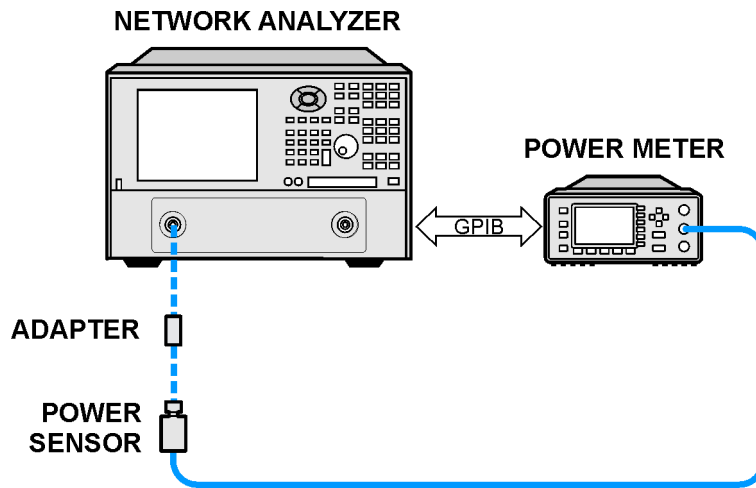 NETWORK ANALYZER
POWER METER
GPIB
ADAPTER
POWER
SENSOR